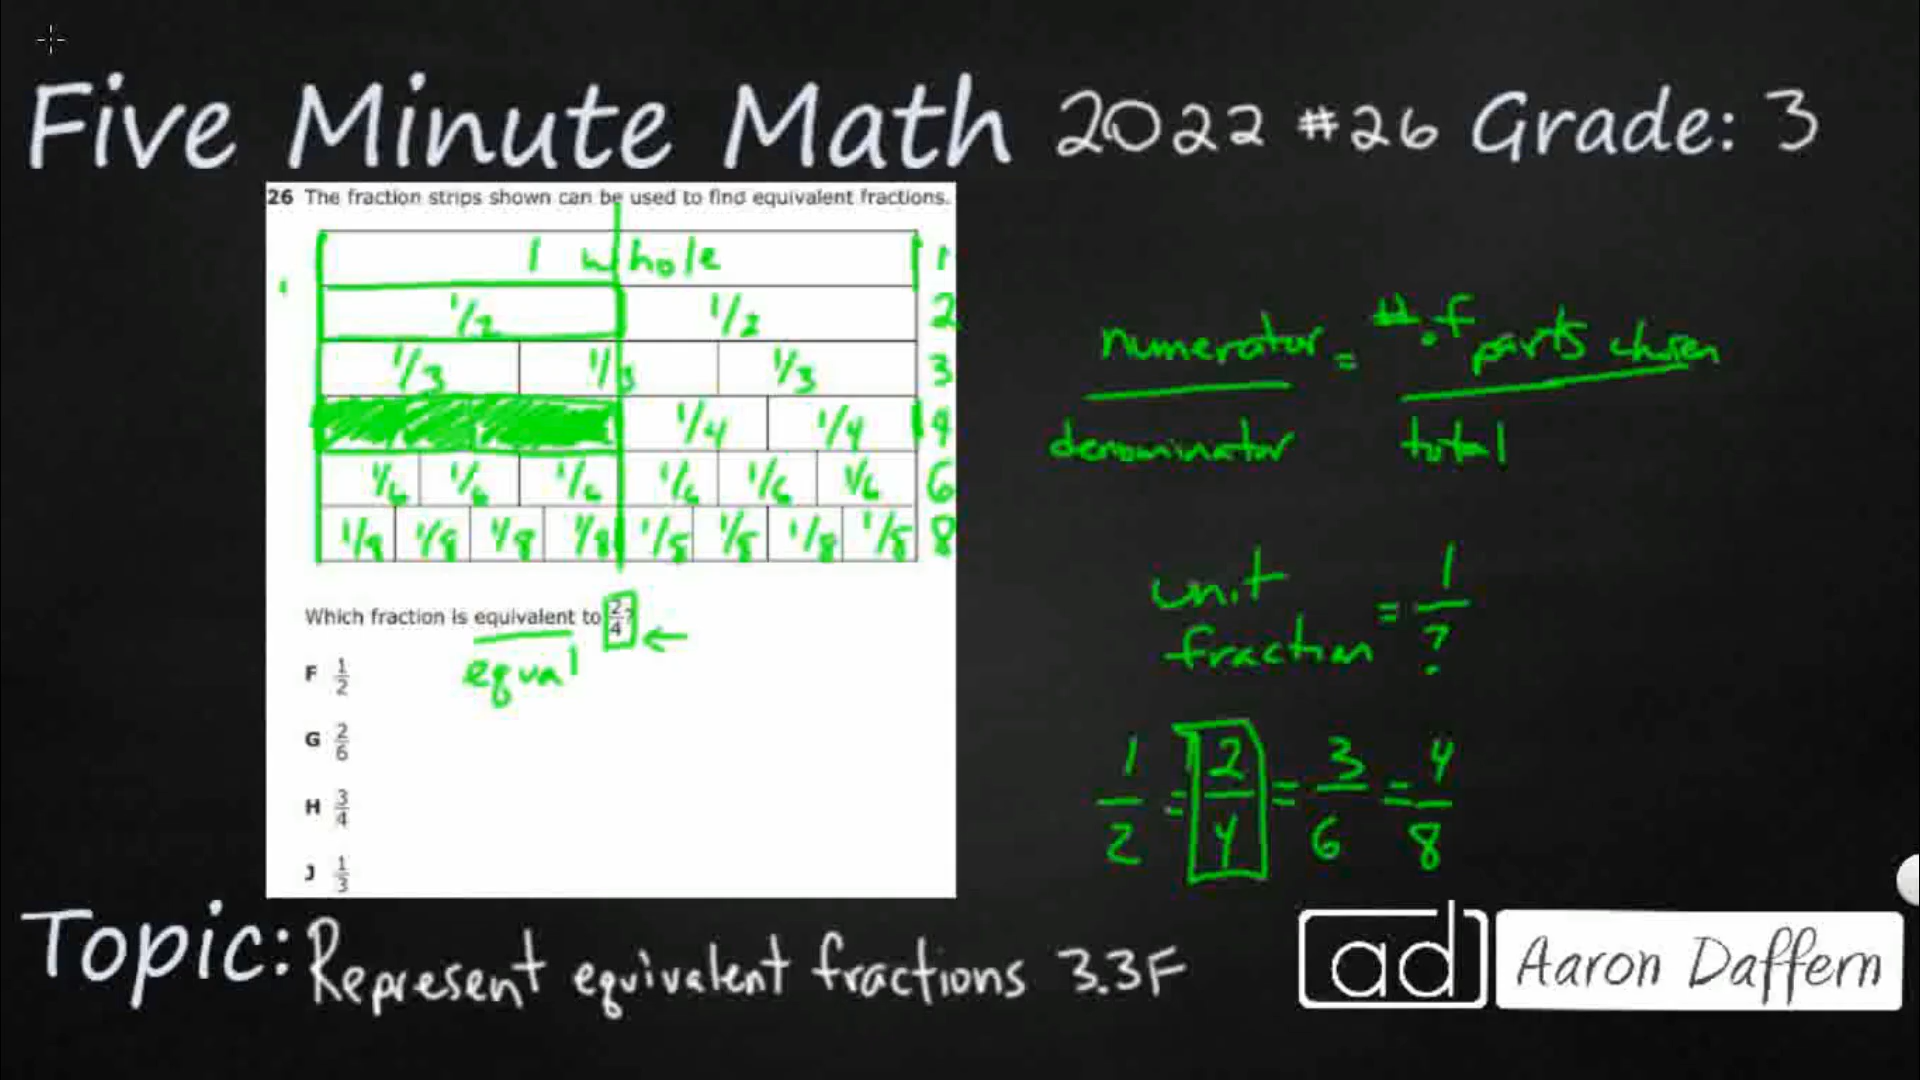 Five Minute Math 2022 #26 Grade: 3
26 The fraction strips shown can be used to find equivalent fractions.
1 whole 1
1/2 1/2 2
1/3 1/3 1/3 3
1/4 1/4 4
1/6 1/6 1/6 1/6 1/6 1/6 6
1/8 1/8 1/8 1/8 1/8 1/8 1/8 1/8 8
Which fraction is equivalent to 2/4?
equal
F 1/2
G 2/6
H 3/4
J 1/3
numerator = # of parts chosen
denominator total
unit fraction = 1/?
1/2 = 2/4 = 3/6 = 4/8
Topic: Represent equivalent fractions 3.3F
ad Aaron Daffern